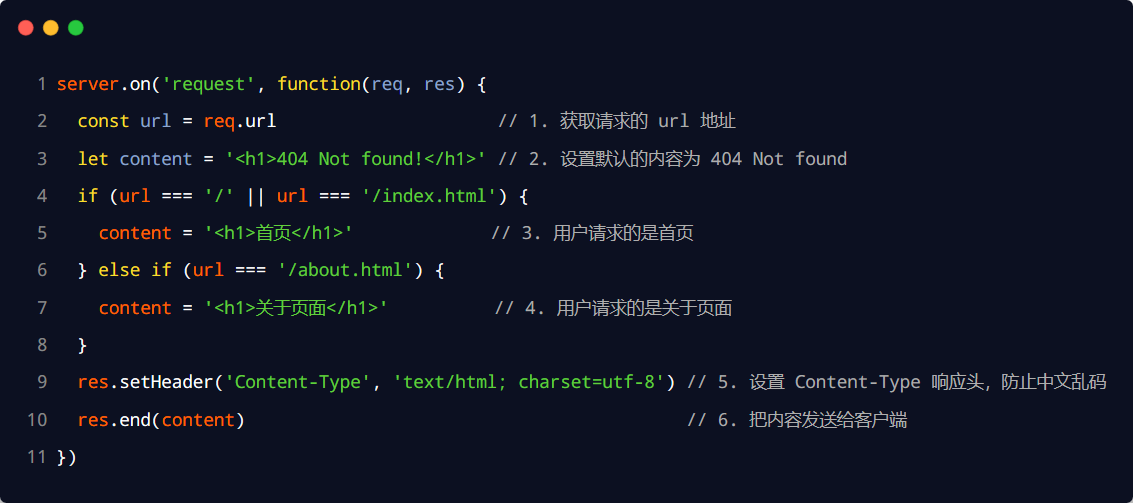 1 server.on('request', function(req, res) {
2 const url = req.url // 1. 获取请求的 url 地址
3 let content = '<h1>404 Not found!</h1>' // 2. 设置默认的内容为 404 Not found
4 if (url === '/' || url === '/index.html') {
5 content = '<h1>首页</h1>' // 3. 用户请求的是首页
6 } else if (url === '/about.html') {
7 content = '<h1>关于页面</h1>' // 4. 用户请求的是关于页面
8 }
9 res.setHeader('Content-Type', 'text/html; charset=utf-8') // 5. 设置 Content-Type 响应头，防止中文乱码
10 res.end(content) // 6. 把内容发送给客户端
11 })